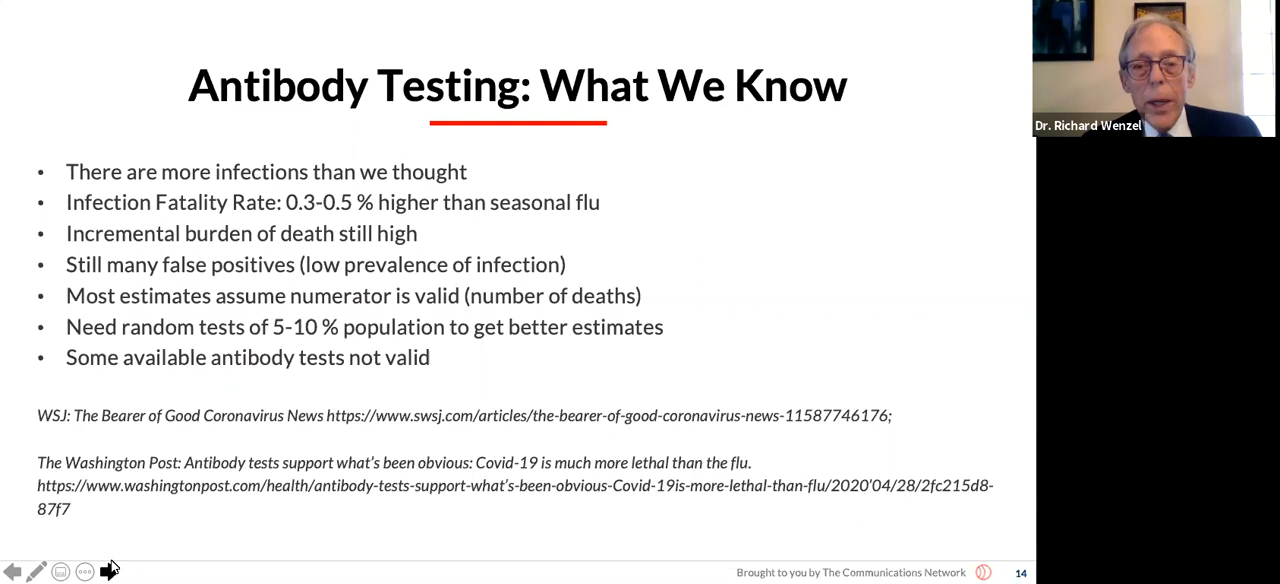 Antibody Testing: What We Know
Dr. Richard Wenzel
• There are more infections than we thought
• Infection Fatality Rate: 0.3-0.5 % higher than seasonal flu
• Incremental burden of death still high
• Still many false positives (low prevalence of infection)
• Most estimates assume numerator is valid (number of deaths)
• Need random tests of 5-10 % population to get better estimates
• Some available antibody tests not valid
WSJ: The Bearer of Good Coronavirus News https://www.swsj.com/articles/the-bearer-of-good-coronavirus-news-11587746176;
The Washington Post: Antibody tests support what's been obvious: Covid-19 is much more lethal than the flu.
https://www.washingtonpost.com/health/antibody-tests-support-what's-been-obvious-Covid-19is-more-lethal-than-flu/2020'04/28/2fc215d8-
87f7
Brought to you by The Communications Network
14